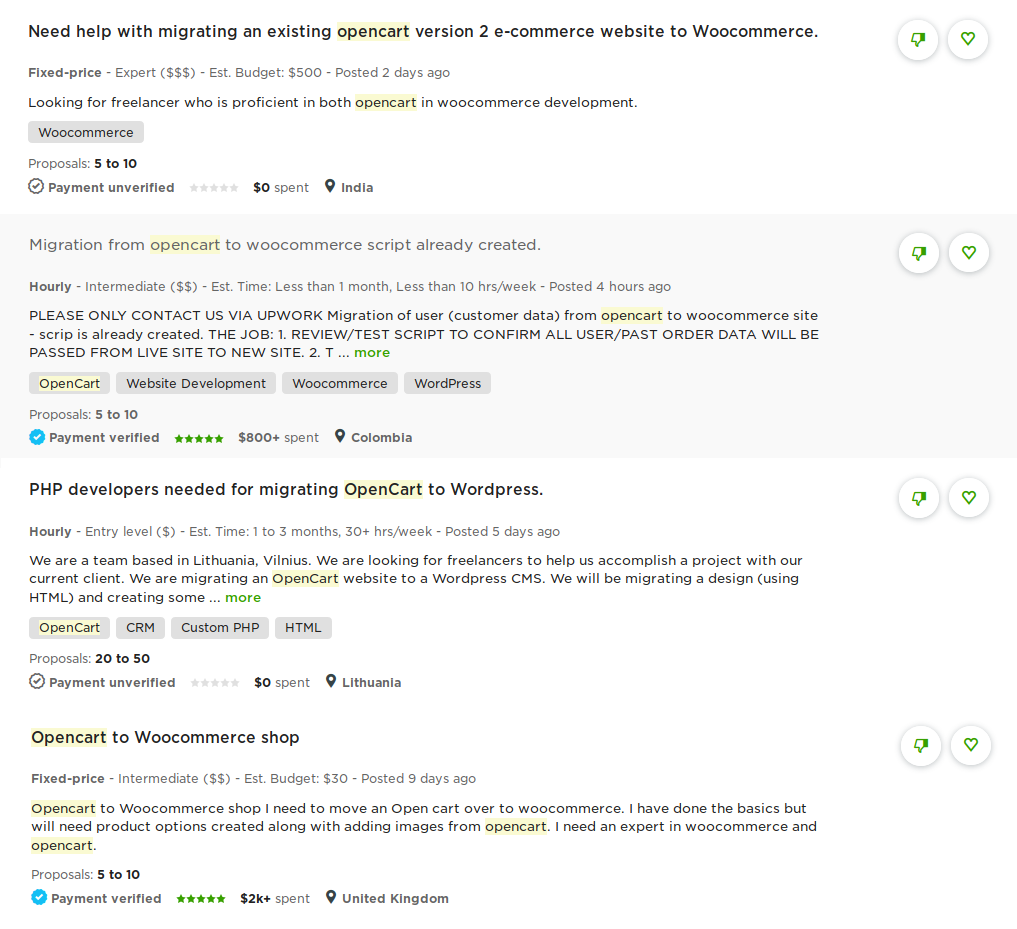 Need help with migrating an existing opencart version 2 e-commerce website to Woocommerce.
Fixed-price - Expert ($$$) - Est. Budget: $500 - Posted 2 days ago
Looking for freelancer who is proficient in both opencart in woocommerce development.
Woocommerce
Proposals: 5 to 10
Payment unverified $0 spent India
Migration from opencart to woocommerce script already created.
Hourly - Intermediate ($$) - Est. Time: Less than 1 month, Less than 10 hrs/week - Posted 4 hours ago
PLEASE ONLY CONTACT US VIA UPWORK Migration of user (customer data) from opencart to woocommerce site
- scrip is already created. THE JOB: 1. REVIEW/TEST SCRIPT TO CONFIRM ALL USER/PAST ORDER DATA WILL BE
PASSED FROM LIVE SITE TO NEW SITE. 2. T ... more
OpenCart Website Development Woocommerce WordPress
Proposals: 5 to 10
Payment verified $800+ spent Colombia
PHP developers needed for migrating OpenCart to Wordpress.
Hourly - Entry level ($) - Est. Time: 1 to 3 months, 30+ hrs/week - Posted 5 days ago
We are a team based in Lithuania, Vilnius. We are looking for freelancers to help us accomplish a project with our
current client. We are migrating an OpenCart website to a Wordpress CMS. We will be migrating a design (using
HTML) and creating some ... more
OpenCart CRM Custom PHP HTML
Proposals: 20 to 50
Payment unverified $0 spent Lithuania
Opencart to Woocommerce shop
Fixed-price - Intermediate ($$) - Est. Budget: $30 - Posted 9 days ago
Opencart to Woocommerce shop I need to move an Open cart over to woocommerce. I have done the basics but
will need product options created along with adding images from opencart. I need an expert in woocommerce and
opencart.
Proposals: 5 to 10
Payment verified $2k+ spent United Kingdom